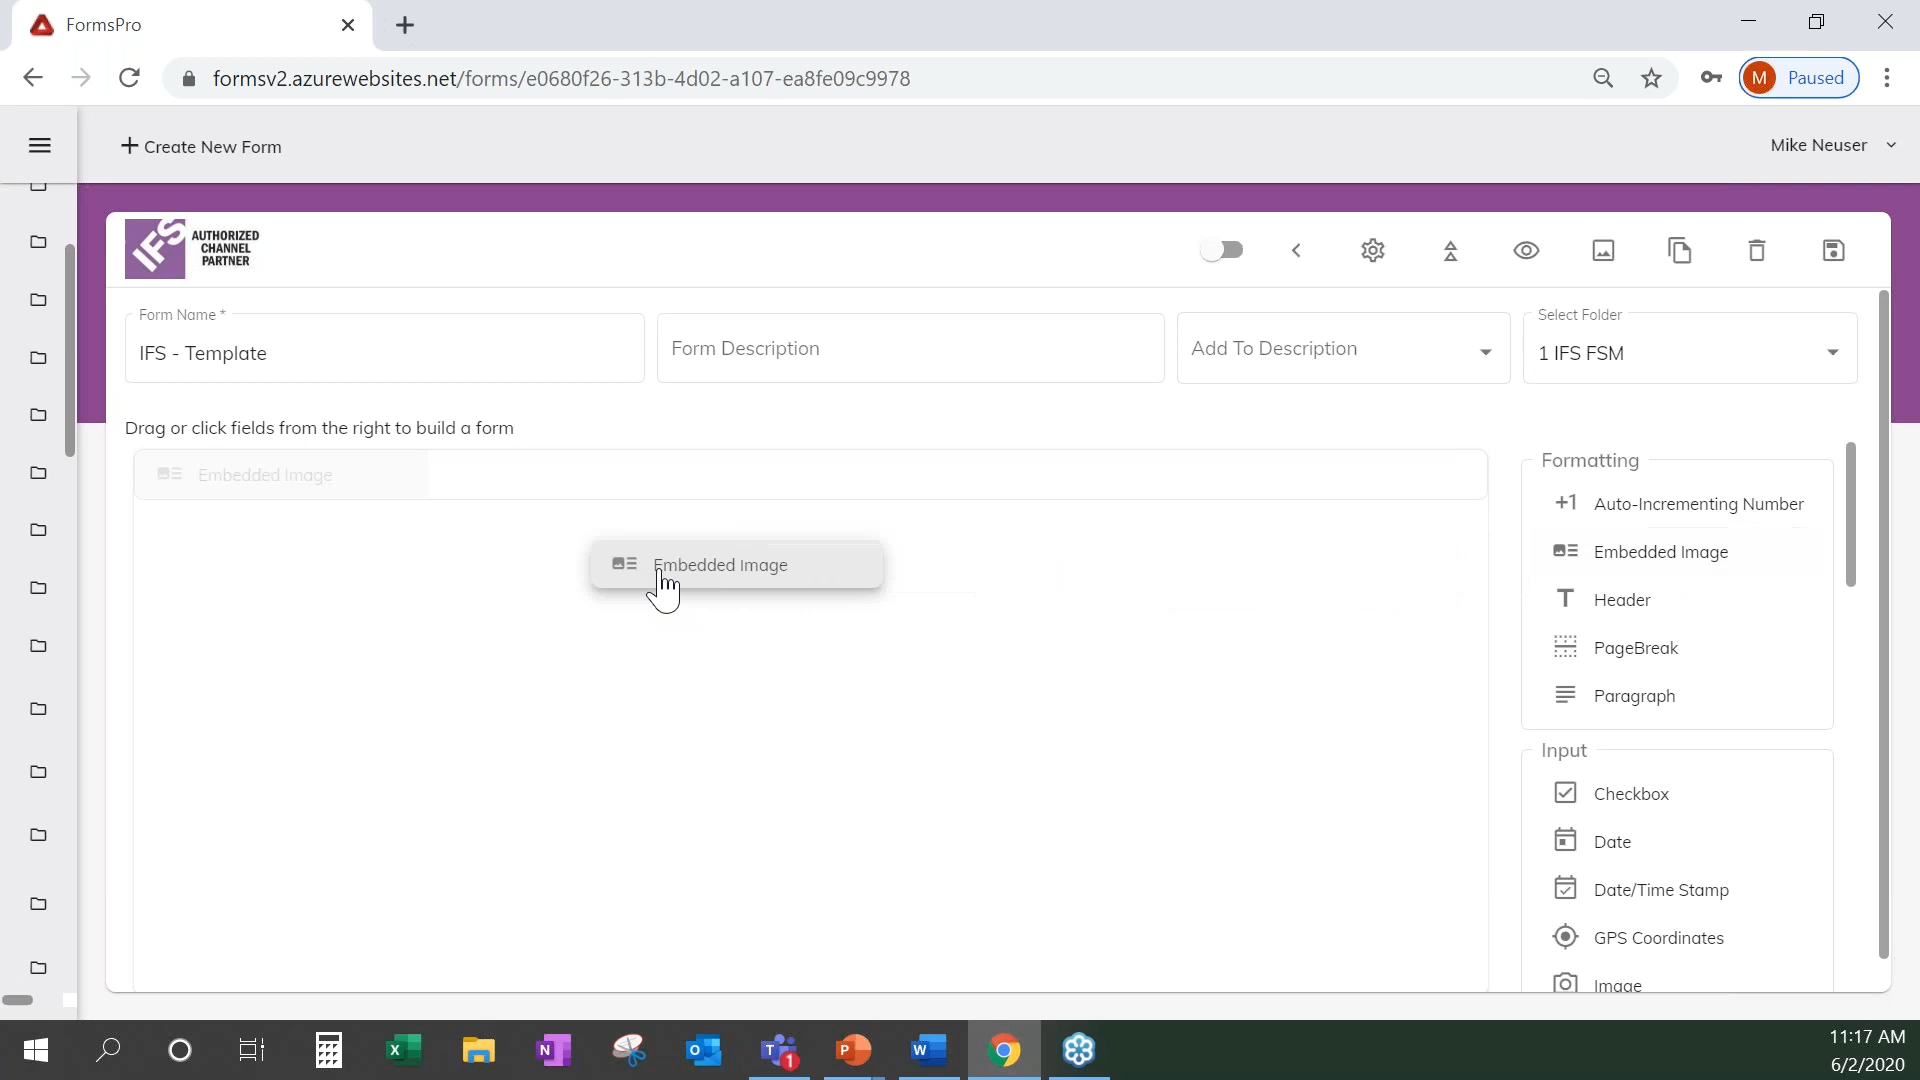 FormsPro
formsv2.azurewebsites.net/forms/e0680f26-313b-4d02-a107-ea8fe09c9978
M Paused
Create New Form
Mike Neuser
IFS
AUTHORIZED
CHANNEL
PARTNER
Form Name *
IFS - Template
Form Description
Add To Description
Select Folder
1 IFS FSM
Drag or click fields from the right to build a form
Embedded Image
Embedded Image
Formatting
+1 Auto-Incrementing Number
Embedded Image
T Header
PageBreak
Paragraph
Input
Checkbox
Date
Date/Time Stamp
GPS Coordinates
Image
11:17 AM
6/2/2020